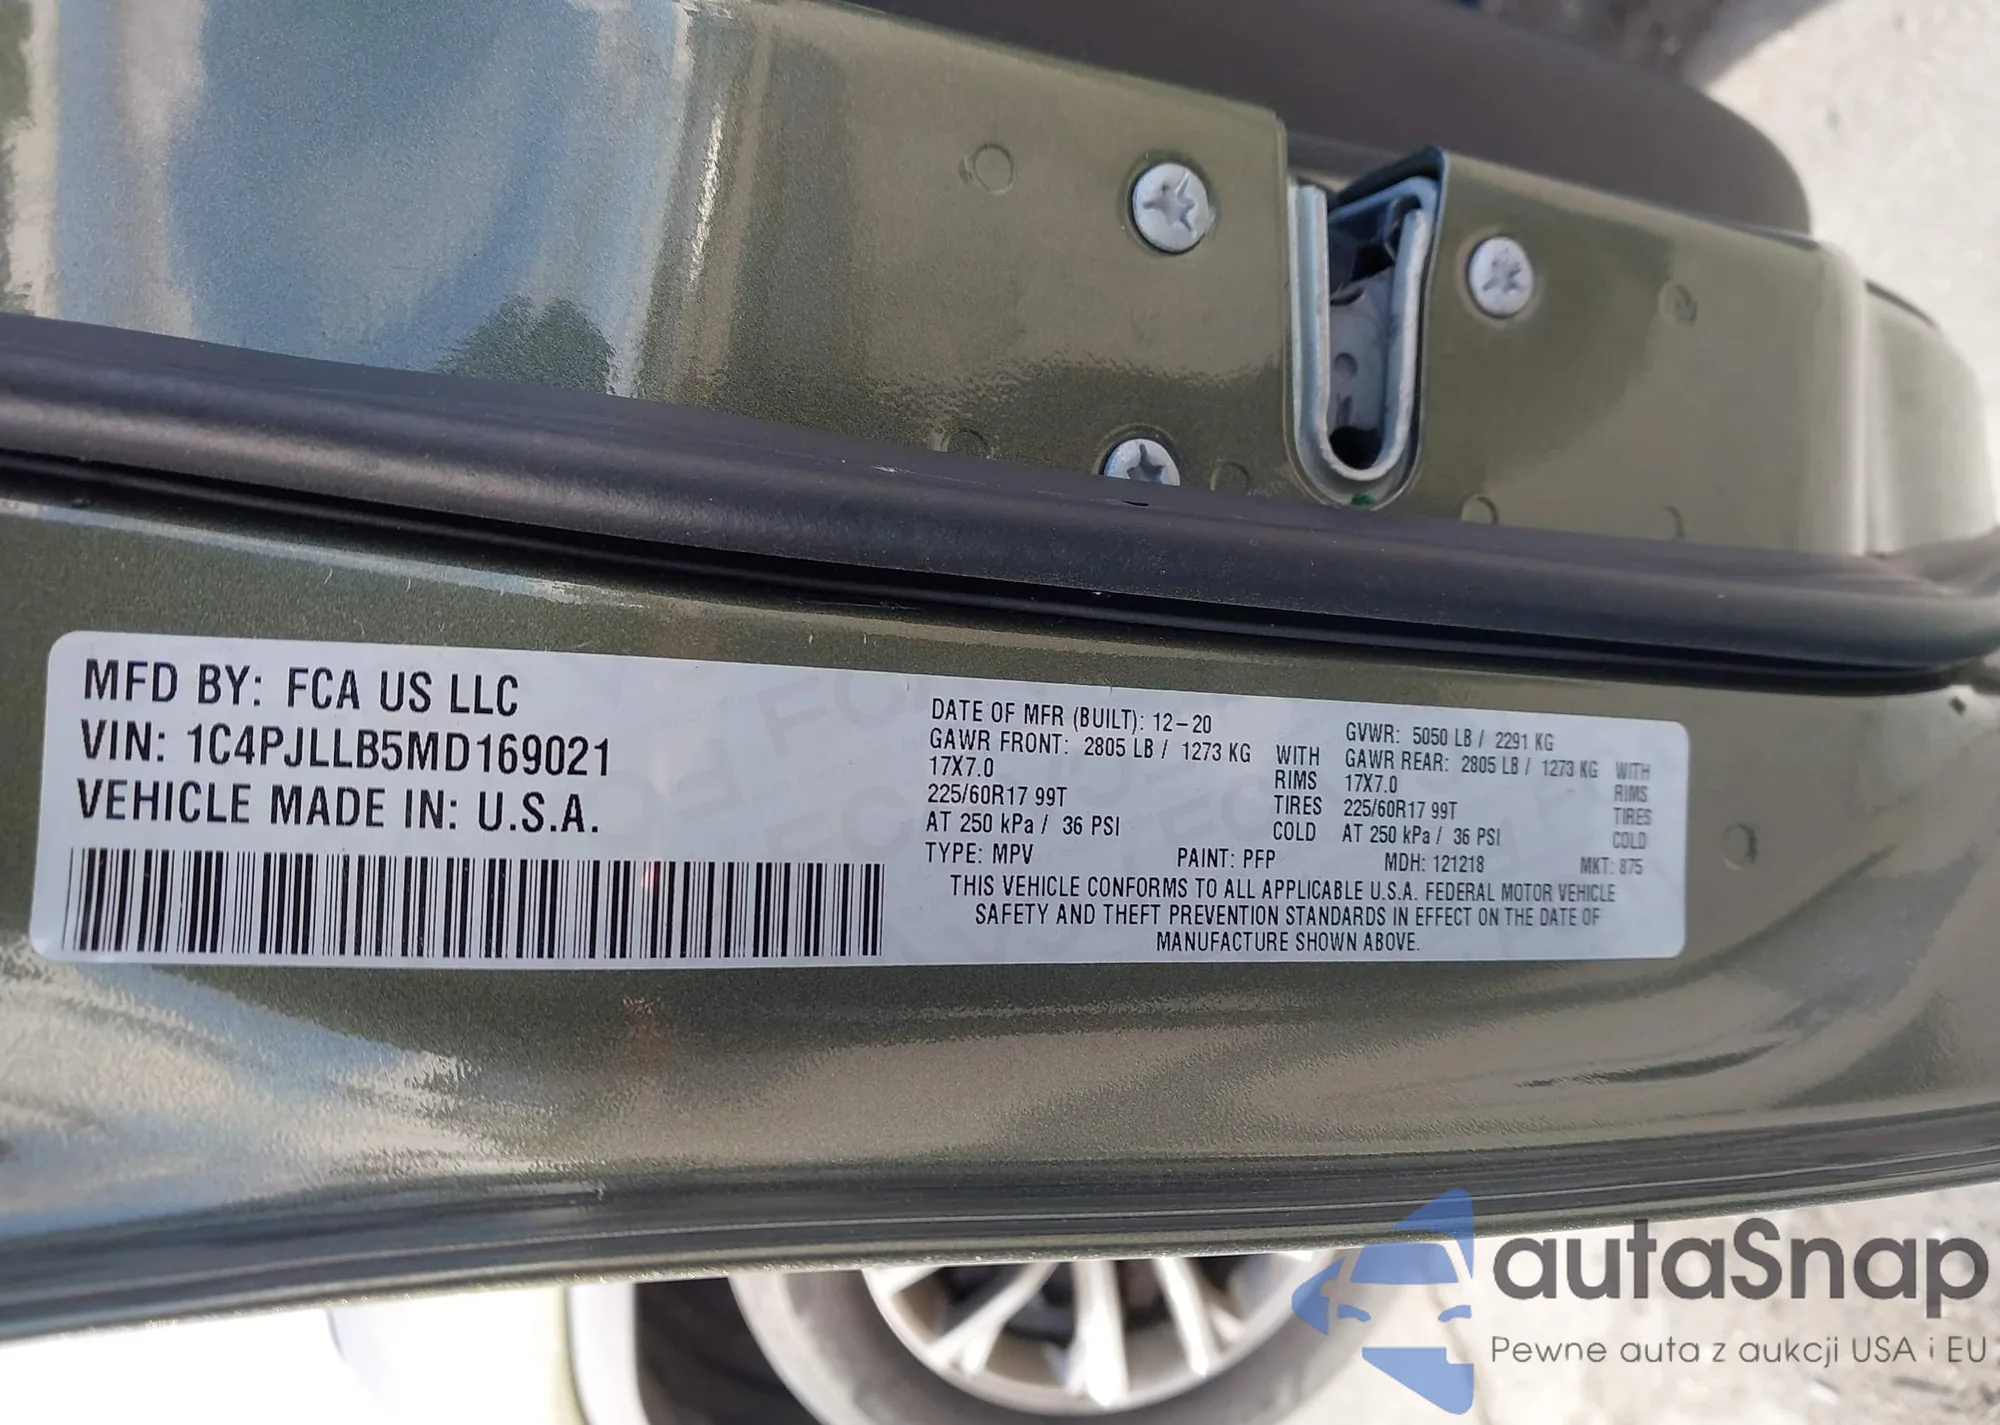 MFD BY: FCA US LLC
VIN: 1C4PJLLB5MD169021
VEHICLE MADE IN: U.S.A.
DATE OF MFR (BUILT): 12-20
GVWR: 5050 LB / 2291 KG
GAWR FRONT: 2805 LB / 1273 KG WITH
17X7.0 RIMS
225/60R17 99T TIRES
AT 250 kPa / 36 PSI COLD
GAWR REAR: 2805 LB / 1273 KG WITH
17X7.0 RIMS
225/60R17 99T TIRES
AT 250 kPa / 36 PSI COLD
TYPE: MPV PAINT: PFP MDH: 121218 MKT: 875
THIS VEHICLE CONFORMS TO ALL APPLICABLE U.S.A. FEDERAL MOTOR VEHICLE
SAFETY AND THEFT PREVENTION STANDARDS IN EFFECT ON THE DATE OF
MANUFACTURE SHOWN ABOVE.
autaSnap
Pewne auta z aukcji USA i EU